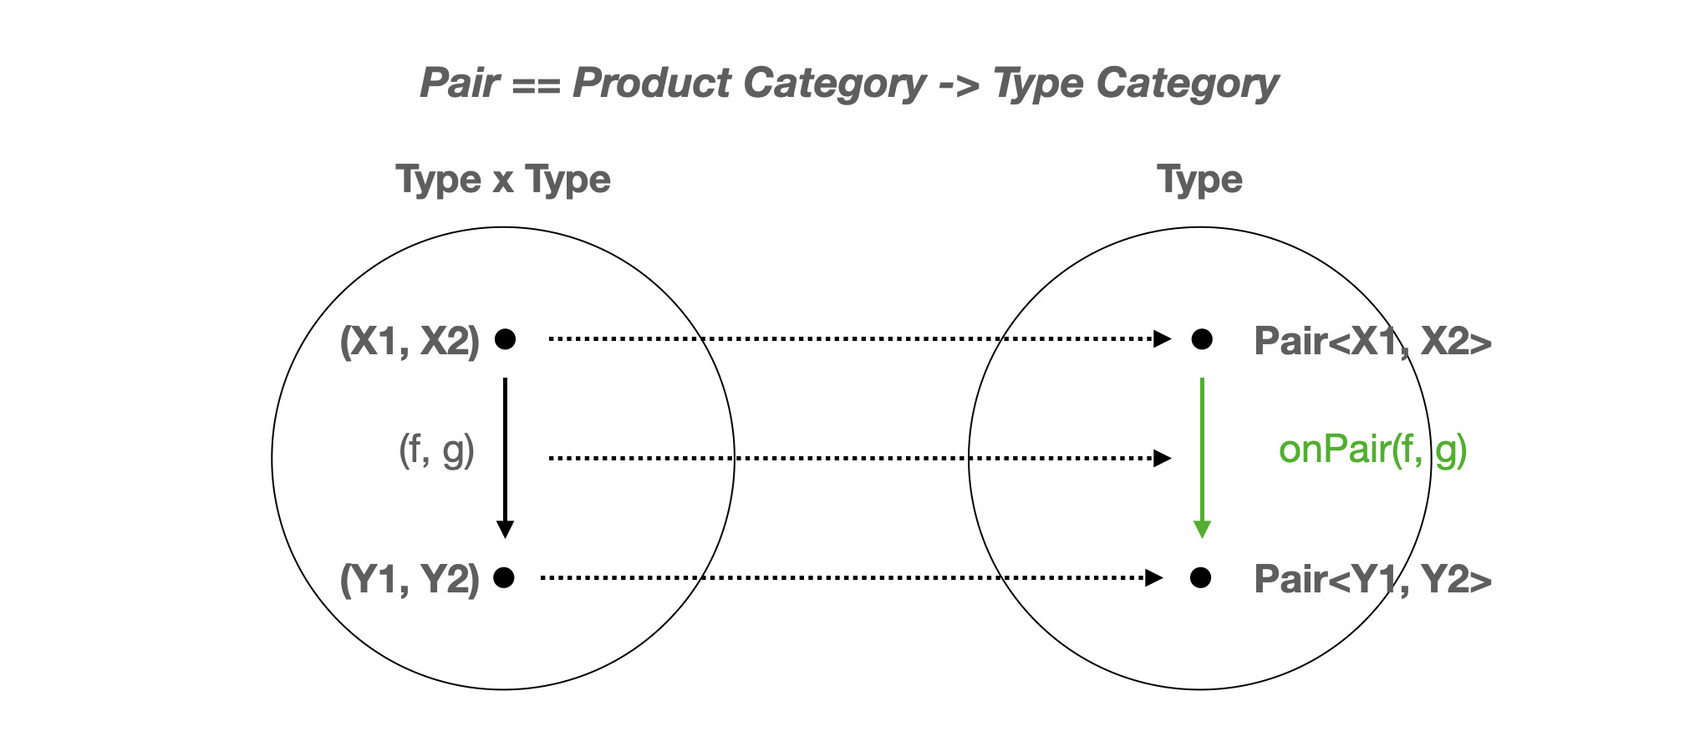 Pair == Product Category -> Type Category
Type x Type
Type
(X1, X2)
Pair<X1, X2>
(f, g)
onPair(f, g)
(Y1, Y2)
Pair<Y1, Y2>